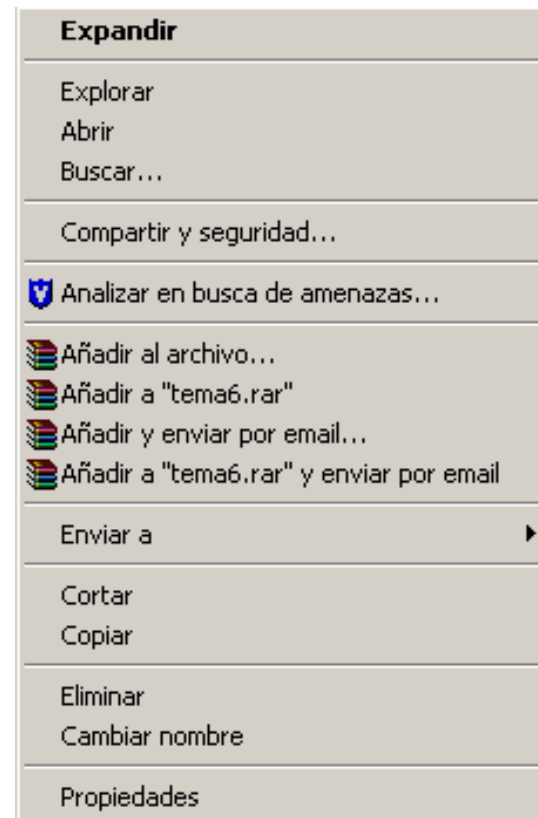 Expandir
Explorar
Abrir
Buscar...
Compartir y seguridad...
Analizar en busca de amenazas...
Añadir al archivo...
Añadir a "tema6.rar"
Añadir y enviar por email...
Añadir a "tema6.rar" y enviar por email
Enviar a
Cortar
Copiar
Eliminar
Cambiar nombre
Propiedades